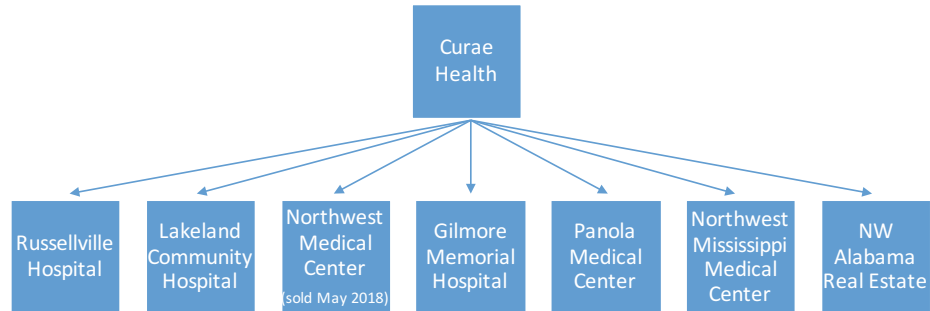 Curae
Health
Russellville
Hospital
Lakeland
Community
Hospital
Northwest
Medical
Center
(sold May 2018)
Gilmore
Memorial
Hospital
Panola
Medical
Center
Northwest
Mississippi
Medical
Center
NW
Alabama
Real Estate